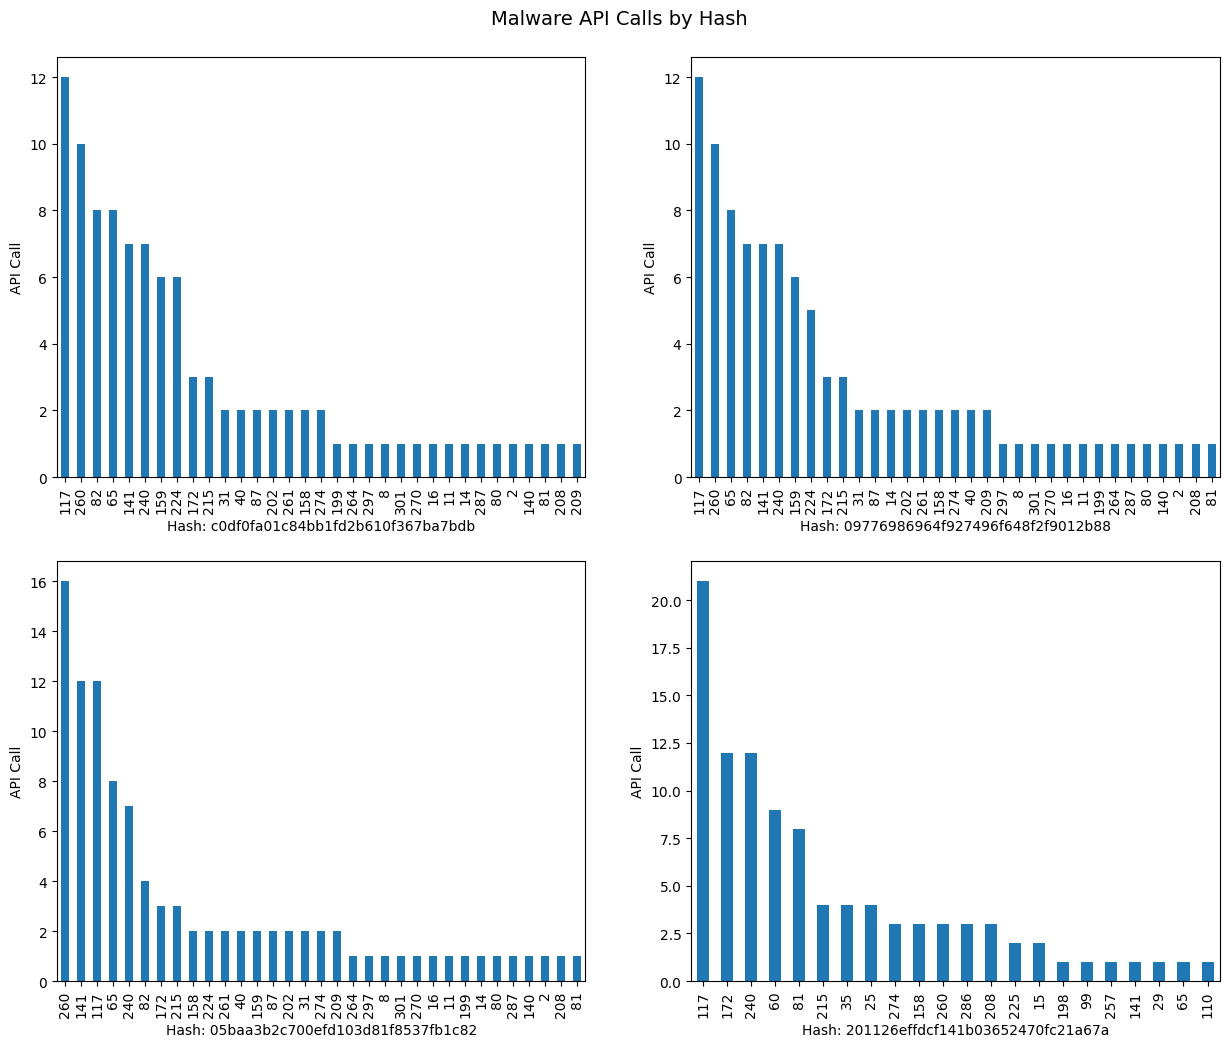 Malware API Calls by Hash
12
10
8
6
4
2
0
API Call
117 260 82 65 141 240 159 224 172 215 31 40 87 202 261 158 274 199 264 297 8 301 270 16 11 14 287 80 2 140 81 208 209
Hash: c0df0fa01c84bb1fd2b610f367ba7bdb
12
10
8
6
4
2
0
API Call
117 260 65 82 141 240 159 224 172 215 31 87 14 202 261 158 274 40 209 297 8 301 270 16 11 199 264 287 80 140 2 208 81
Hash: 09776986964f927496f648f2f9012b88
16
14
12
10
8
6
4
2
0
API Call
260 141 117 65 240 82 172 215 158 224 261 40 159 87 202 31 274 209 264 297 8 301 270 16 11 199 14 80 287 140 2 208 81
Hash: 05baa3b2c700efd103d81f8537fb1c82
20.0
17.5
15.0
12.5
10.0
7.5
5.0
2.5
0.0
API Call
117 172 240 60 81 215 35 25 274 158 260 286 208 225 15 198 99 257 141 29 65 110
Hash: 201126effdcf141b03652470fc21a67a